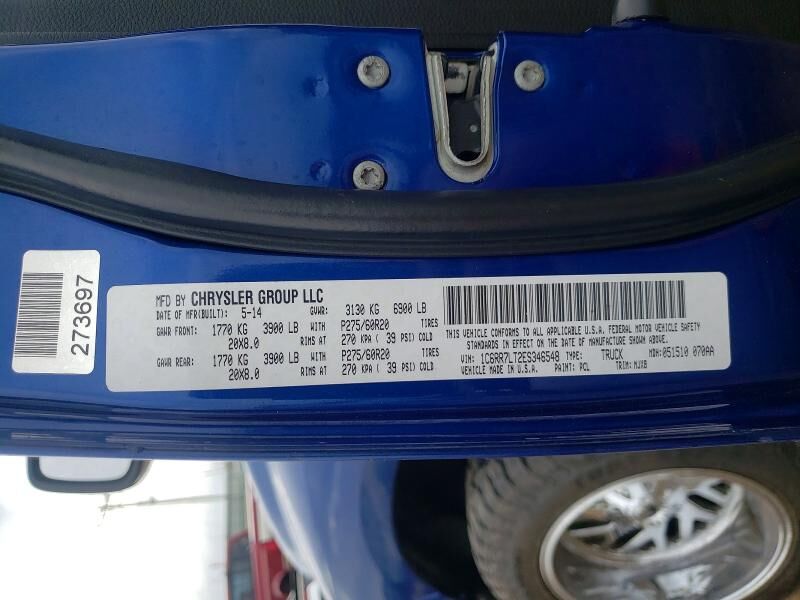 273697
MFD BY CHRYSLER GROUP LLC
DATE OF MFR(BUILT): 5-14 GVWR: 3130 KG 6900 LB
GAWR FRONT: 1770 KG 3900 LB WITH P275/60R20 TIRES
20X8.0 RIMS AT 270 KPA ( 39 PSI) COLD
GAWR REAR: 1770 KG 3900 LB WITH P275/60R20 TIRES
20X8.0 RIMS AT 270 KPA ( 39 PSI) COLD
THIS VEHICLE CONFORMS TO ALL APPLICABLE U.S.A. FEDERAL MOTOR VEHICLE SAFETY
STANDARDS IN EFFECT ON THE DATE OF MANUFACTURE SHOWN ABOVE.
VIN: 1C6RR7LT2ES346548 TYPE: TRUCK MDH: 051510 070AA
VEHICLE MADE IN U.S.A. PAINT: PCL TRIM: MJX8